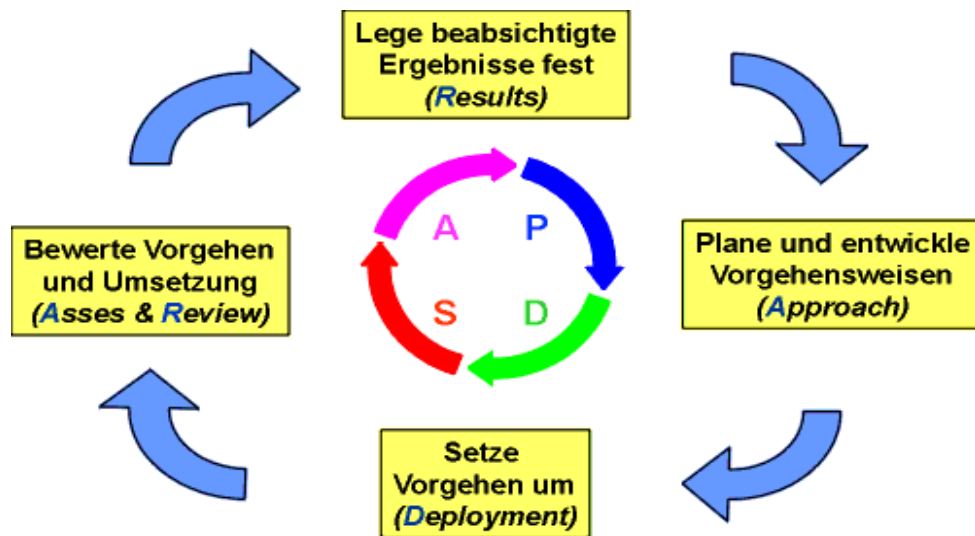 Lege beabsichtigte
Ergebnisse fest
(Results)
A
P
Bewerte Vorgehen
und Umsetzung
(Asses & Review)
Plane und entwickle
Vorgehensweisen
(Approach)
S
D
Setze
Vorgehen um
(Deployment)